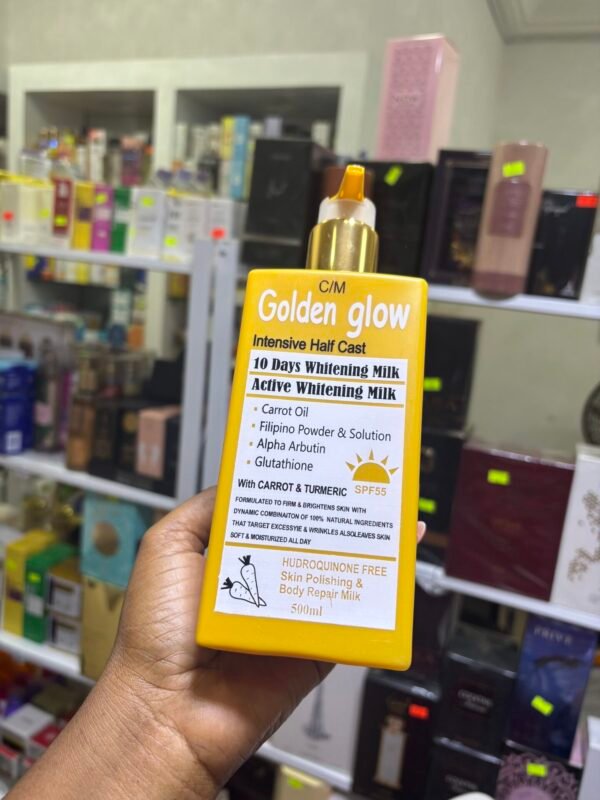 C/M
Golden glow
Intensive Half Cast
10 Days Whitening Milk
Active Whitening Milk
• Carrot Oil
• Filipino Powder & Solution
• Alpha Arbutin
• Glutathione
SPF55
With CARROT & TURMERIC
FORMULATED TO FIRM & BRIGHTENS SKIN WITH
DYNAMIC COMBINAITON OF 100% NATURAL INGREDIENTS
THAT TARGET EXCESSYIE & WRINKLES ALSOLEAVES SKIN
SOFT & MOISTURIZED ALL DAY
HUDROQUINONE FREE
Skin Polishing &
Body Repair Milk
500ml